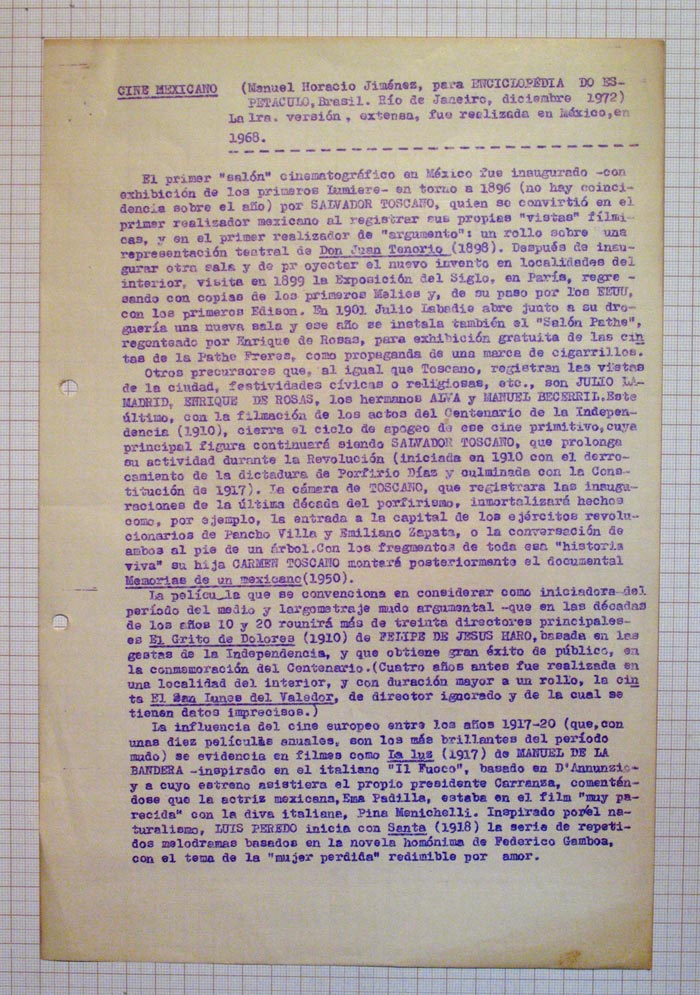 CINE MEXICANO (Manuel Horacio Jiménez, para ENCICLOPÉDIA DO ES-
PETACULO, Brasil. Río de Janeiro, diciembre 1972)
La 1ra. versión, extensa, fue realizada en México, en
1968.
El primer "salón" cinematográfico en México fue inaugurado -con
exhibición de los primeros Lumiere- en torno a 1896 (no hay coinci-
dencia sobre el año) por SALVADOR TOSCANO, quien se convirtió en el
primer realizador mexicano al registrar sus propias "vistas" fílmi-
cas, y en el primer realizador de "argumento": un rollo sobre una
representación teatral de Don Juan Tenorio (1898). Después de inau-
gurar otra sala y de pr oyectar el nuevo invento en localidades del
interior, visita en 1899 la Exposición del Siglo, en París, regre -
sando con copias de los primeros Melies y, de su paso por los EEUU,
con los primeros Edison. En 1901 Julio Labadie abre junto a su dro-
guería una nueva sala y ese año se instala también el "Salón Pathe",
regenteado por Enrique de Rosas, para exhibición gratuita de las cin
tas de la Pathe Freres, como propaganda de una marca de cigarrillos.
Otros precursores que, al igual que Toscano, registran las vistas
de la ciudad, festividades cívicas o religiosas, etc., son JULIO LA-
MADRID, ENRIQUE DE ROSAS, los hermanos ALVA y MANUEL BECERRIL.Este
último, con la filmación de los actos del Centenario de la Indepen-
dencia (1910), cierra el ciclo de apogeo de ese cine primitivo,cuya
principal figura continuará siendo SALVADOR TOSCANO, que prolonga
su actividad durante la Revolución (iniciada en 1910 con el derro-
camiento de la dictadura de Porfirio Díaz y culminada con la Cons-
titución de 1917). La cámera de TOSCANO, que registrara las inaugu-
raciones de la última década del porfirismo, inmortalizará hechos
como, por ejemplo, la entrada a la capital de los ejércitos revolu-
cionarios de Pancho Villa y Emiliano Zapata, o la conversación de
ambos al pie de un árbol.Con los fragmentos de toda esa "historia
viva" su hija CARMEN TOSCANO montará posteriormente el documental
Memorias de un mexicano(1950).
La pelícu la que se convenciona en considerar como iniciadora del
período del medio y largometraje mudo argumental -que en las décadas
de los años 10 y 20 rounirá más de treinta directores principales-
es El Grito de Dolores (1910) de FELIPE DE JESUS HARO, basada en las
gestas de la Independencia, y que obtiene gran éxito de público, en
la conmemoración del Centenario.(Cuatro años antes fue realizada en
una localidad del interior, y con duración mayor a un rollo, la cin
ta El San Lunes del Valedor, de director ignorado y de la cual se
tienen datos imprecisos.)
La influencia del cine europeo entre los años 1917-20 (que,con
unas diez películas anuales, son los más brillantes del período
mudo) se evidencia en filmes como La luz (1917) de MANUEL DE LA
BANDERA -inspirado en el italiano "Il Fuoco", basado en D'Annunzio-
y a cuyo estreno asistiera el propio presidente Carranza, comentán-
dose que la actriz mexicana,Ema Padilla, estaba en el film "muy pa-
recida" con la diva italiana, Pina Menichelli. Inspirado porel na-
turalismo, LUIS PEREDO inicia con Santa (1918) la serie de repeti-
dos melodramas basados en la novela homónima de Federico Gamboa,
con el tema de la "mujer perdida" redimible por amor.